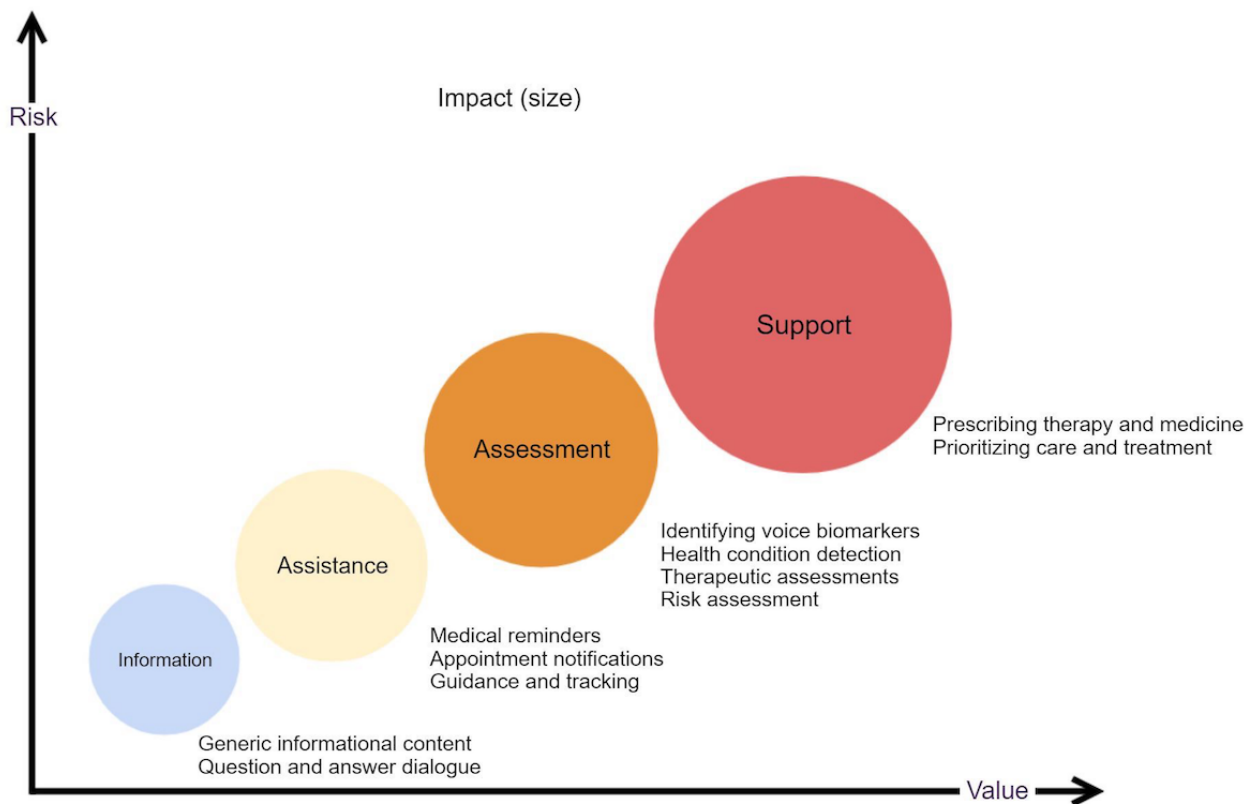 Impact (size)
Risk
Support
Prescribing therapy and medicine
Prioritizing care and treatment
Assessment
Identifying voice biomarkers
Health condition detection
Therapeutic assessments
Risk assessment
Assistance
Medical reminders
Appointment notifications
Guidance and tracking
Information
Generic informational content
Question and answer dialogue
Value